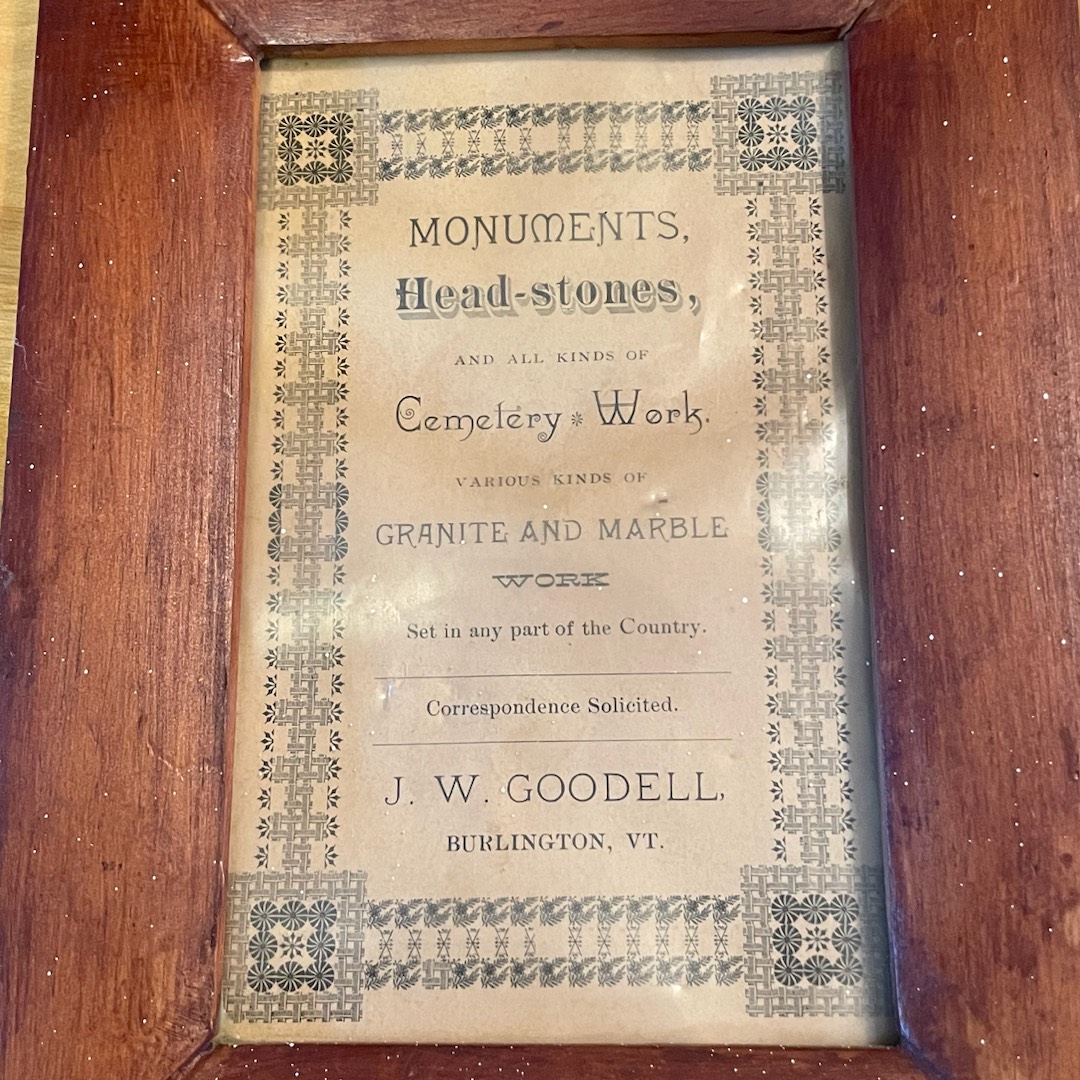 MONUMENTS,
Head-stones,
AND ALL KINDS OF
Cemetery * Work.
VARIOUS KINDS OF
GRANITE AND MARBLE
WORK
Set in any part of the Country.
Correspondence Solicited.
J. W. GOODELL,
BURLINGTON, VT.